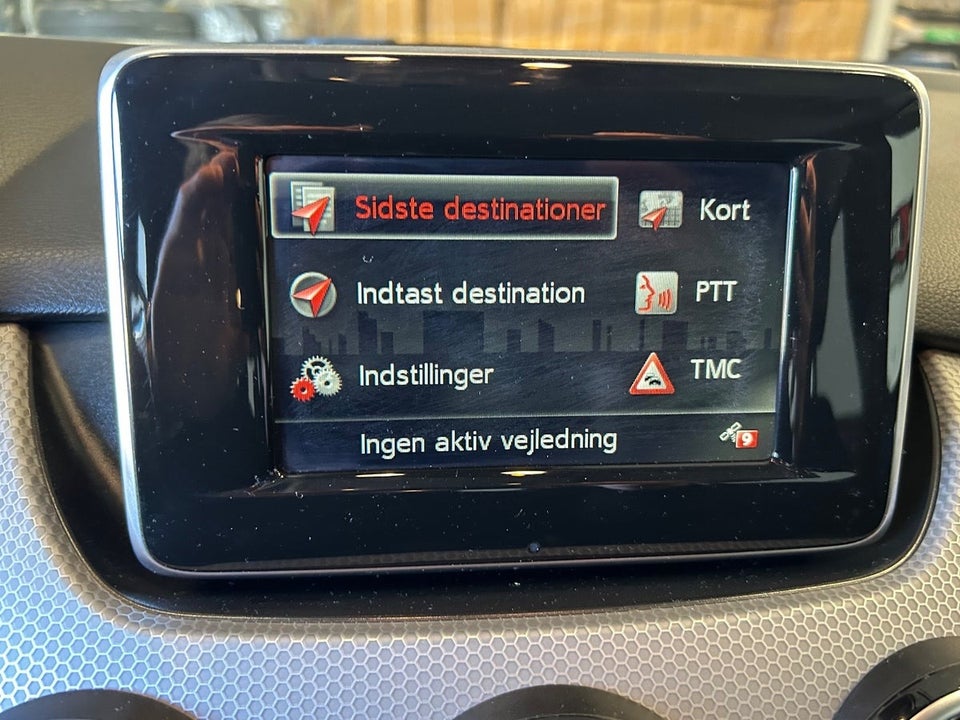 Sidste destinationer
Kort
Indtast destination
PTT
Indstillinger
TMC
Ingen aktiv vejledning
9